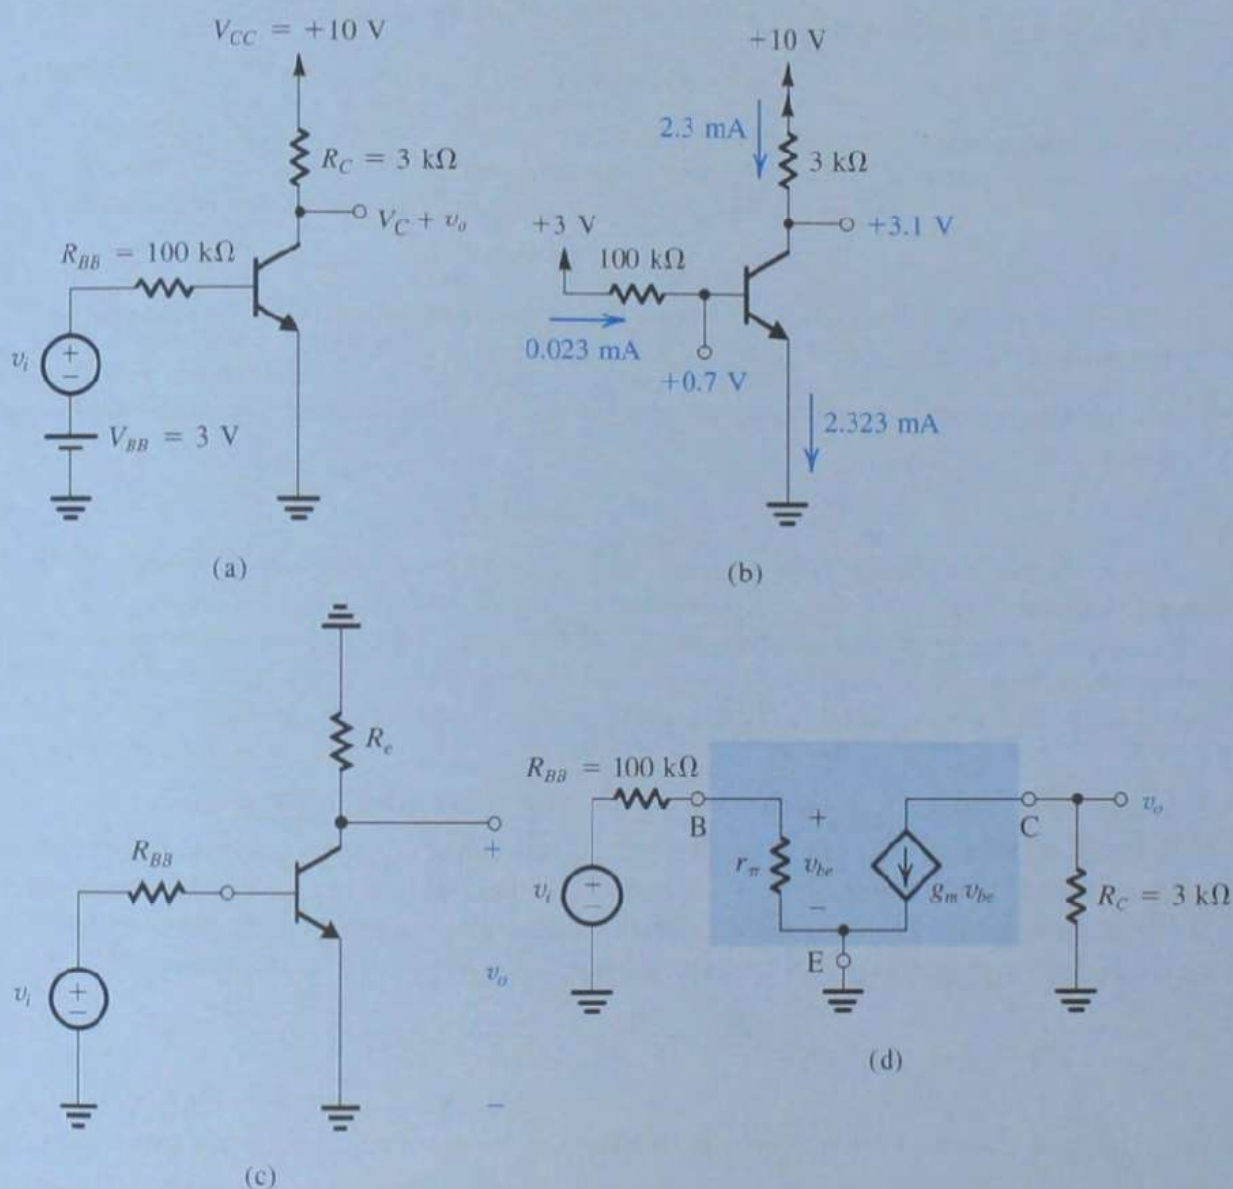 V_CC = +10 V
R_C = 3 kΩ
V_C + v_o
R_BB = 100 kΩ
v_i
+
−
V_BB = 3 V
(a)
+10 V
2.3 mA
3 kΩ
+3.1 V
+3 V
100 kΩ
0.023 mA
+0.7 V
2.323 mA
(b)
R_c
R_BB
+
v_o
−
v_i
+
−
(c)
R_BB = 100 kΩ
B
C
v_o
r_π
+
v_be
−
g_m v_be
v_i
+
−
R_C = 3 kΩ
E
(d)